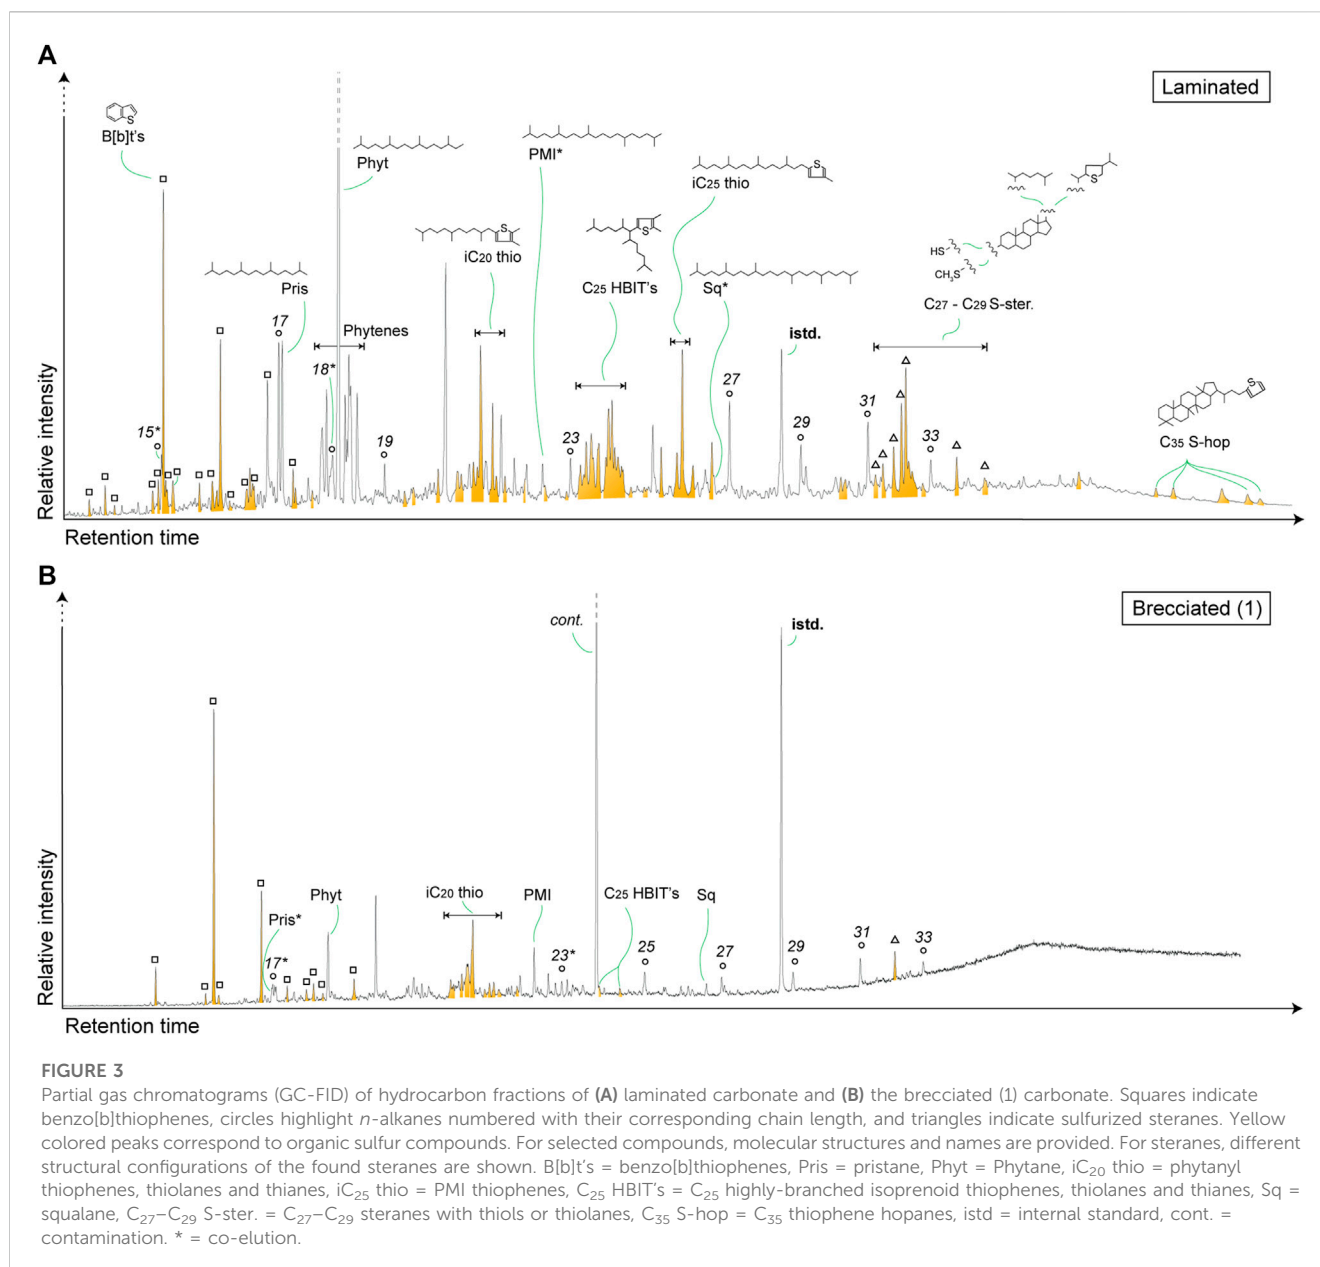 A
Laminated
B[b]t's
S
Phyt
PMI*
iC25 thio
S
iC20 thio
S
S
C25 HBIT's
Sq*
Pris
17
Phytenes
18*
15*
19
23
27
istd.
29
31
33
HS
CH3S
S
C27 - C29 S-ster.
S
C35 S-hop
Relative intensity
Retention time
B
Brecciated (1)
cont.
istd.
Pris*
17*
Phyt
iC20 thio
PMI
23*
C25 HBIT's
25
Sq
27
29
31
33
Relative intensity
Retention time
FIGURE 3
Partial gas chromatograms (GC-FID) of hydrocarbon fractions of (A) laminated carbonate and (B) the brecciated (1) carbonate. Squares indicate
benzo[b]thiophenes, circles highlight n-alkanes numbered with their corresponding chain length, and triangles indicate sulfurized steranes. Yellow
colored peaks correspond to organic sulfur compounds. For selected compounds, molecular structures and names are provided. For steranes, different
structural configurations of the found steranes are shown. B[b]t's = benzo[b]thiophenes, Pris = pristane, Phyt = Phytane, iC20 thio = phytanyl
thiophenes, thiolanes and thianes, iC25 thio = PMI thiophenes, C25 HBIT's = C25 highly-branched isoprenoid thiophenes, thiolanes and thianes, Sq =
squalane, C27–C29 S-ster. = C27–C29 steranes with thiols or thiolanes, C35 S-hop = C35 thiophene hopanes, istd = internal standard, cont. =
contamination. * = co-elution.